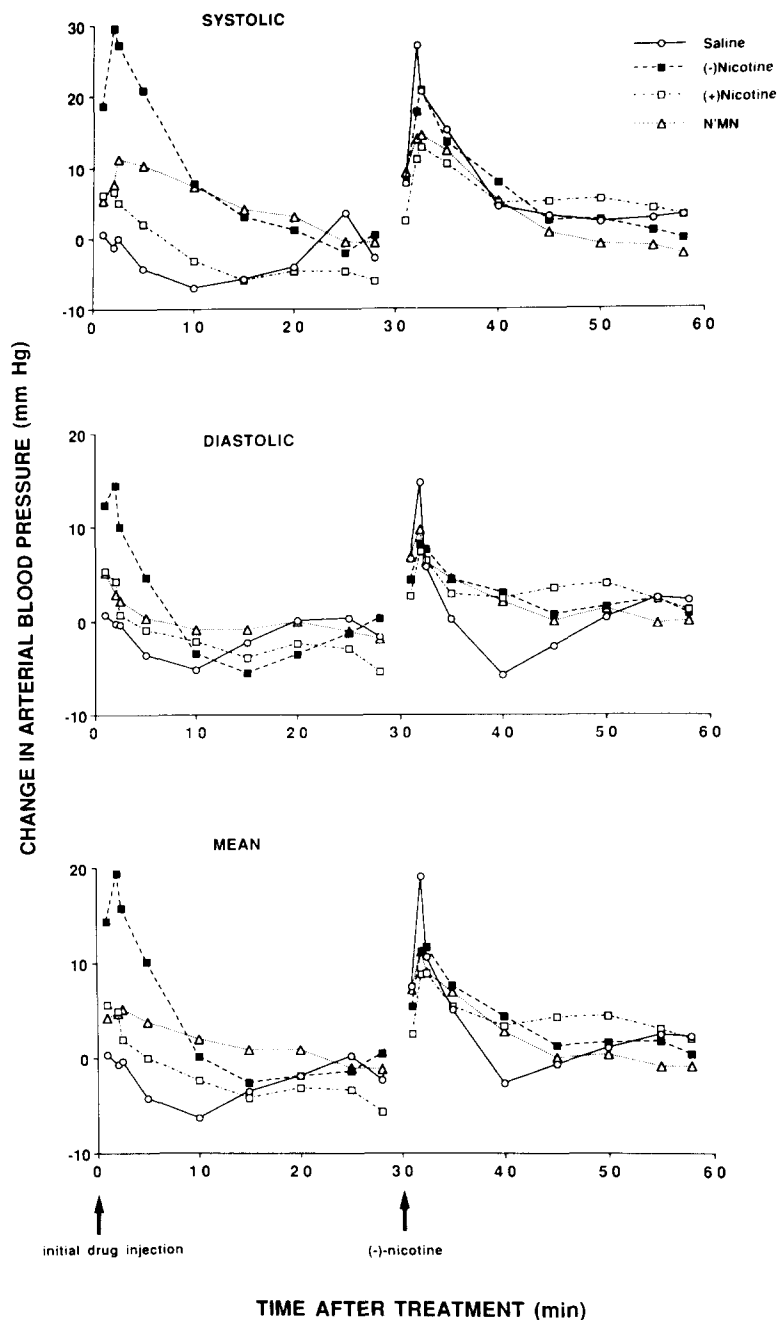 SYSTOLIC
Saline
(-)Nicotine
(+)Nicotine
N'MN
30
20
10
0
-10
0 10 20 30 40 50 60
DIASTOLIC
20
10
0
-10
0 10 20 30 40 50 60
CHANGE IN ARTERIAL BLOOD PRESSURE (mm Hg)
MEAN
20
10
0
-10
0 10 20 30 40 50 60
initial drug injection
(-)-nicotine
TIME AFTER TREATMENT (min)